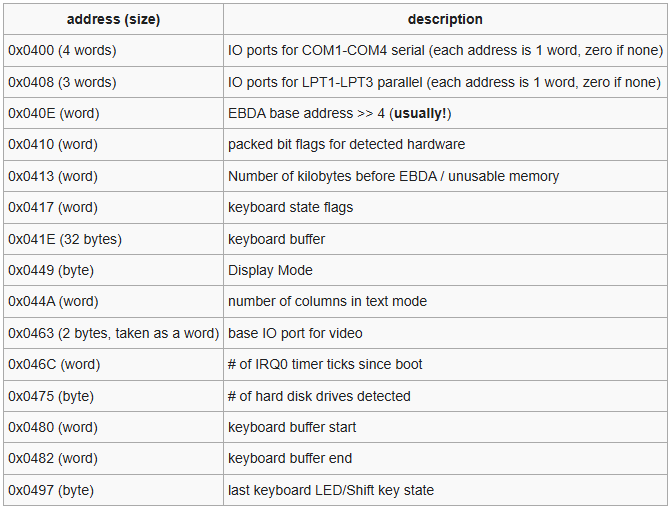 address (size) description
0x0400 (4 words) IO ports for COM1-COM4 serial (each address is 1 word, zero if none)
0x0408 (3 words) IO ports for LPT1-LPT3 parallel (each address is 1 word, zero if none)
0x040E (word) EBDA base address >> 4 (usually!)
0x0410 (word) packed bit flags for detected hardware
0x0413 (word) Number of kilobytes before EBDA / unusable memory
0x0417 (word) keyboard state flags
0x041E (32 bytes) keyboard buffer
0x0449 (byte) Display Mode
0x044A (word) number of columns in text mode
0x0463 (2 bytes, taken as a word) base IO port for video
0x046C (word) # of IRQ0 timer ticks since boot
0x0475 (byte) # of hard disk drives detected
0x0480 (word) keyboard buffer start
0x0482 (word) keyboard buffer end
0x0497 (byte) last keyboard LED/Shift key state